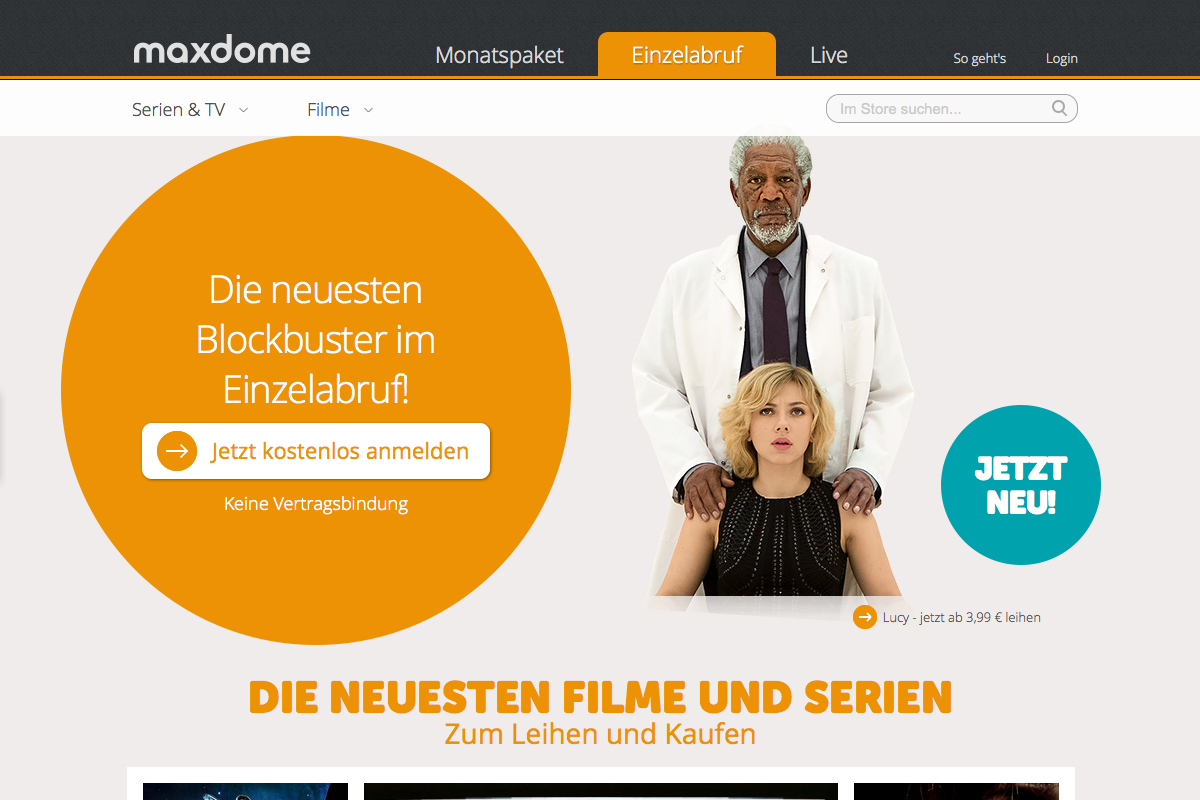 maxdome
Monatspaket
Einzelabruf
Live
So geht's
Login
Serien & TV
Filme
Im Store suchen...
Die neuesten
Blockbuster im
Einzelabruf!
Jetzt kostenlos anmelden
Keine Vertragsbindung
JETZT
NEU!
Lucy - jetzt ab 3,99 € leihen
DIE NEUESTEN FILME UND SERIEN
Zum Leihen und Kaufen